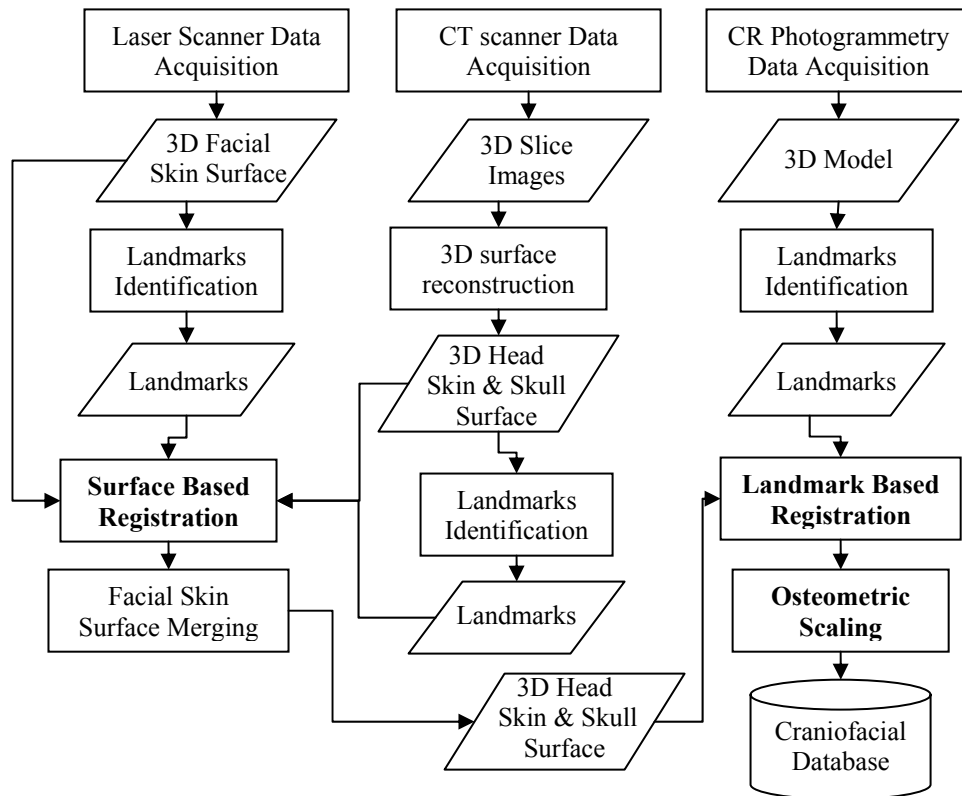 Laser Scanner Data
Acquisition
3D Facial
Skin Surface
Landmarks
Identification
Landmarks
Surface Based
Registration
Facial Skin
Surface Merging
CT scanner Data
Acquisition
3D Slice
Images
3D surface
reconstruction
3D Head
Skin & Skull
Surface
Landmarks
Identification
Landmarks
3D Head
Skin & Skull
Surface
CR Photogrammetry
Data Acquisition
3D Model
Landmarks
Identification
Landmarks
Landmark Based
Registration
Osteometric
Scaling
Craniofacial
Database